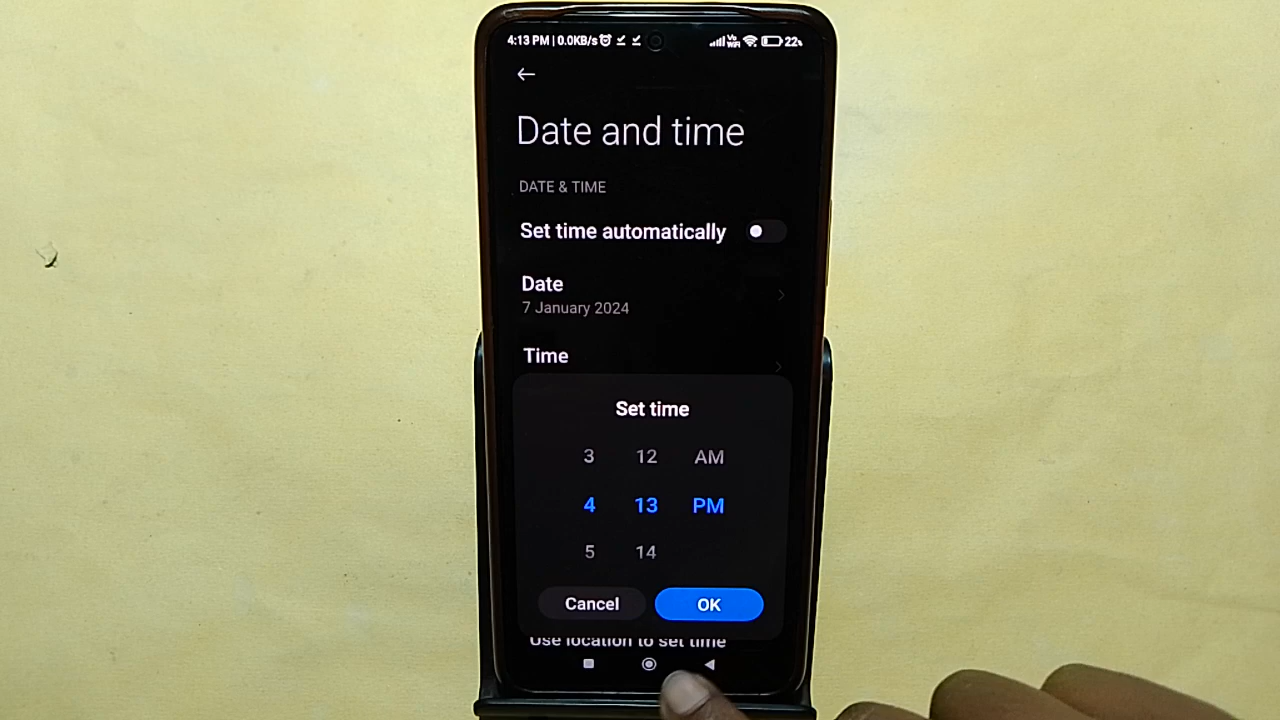 4:13 PM | 0.0KB/s 22%
Date and time
DATE & TIME
Set time automatically
Date
7 January 2024
Time
Set time
3 12 AM
4 13 PM
5 14
Cancel OK
Use location to set time